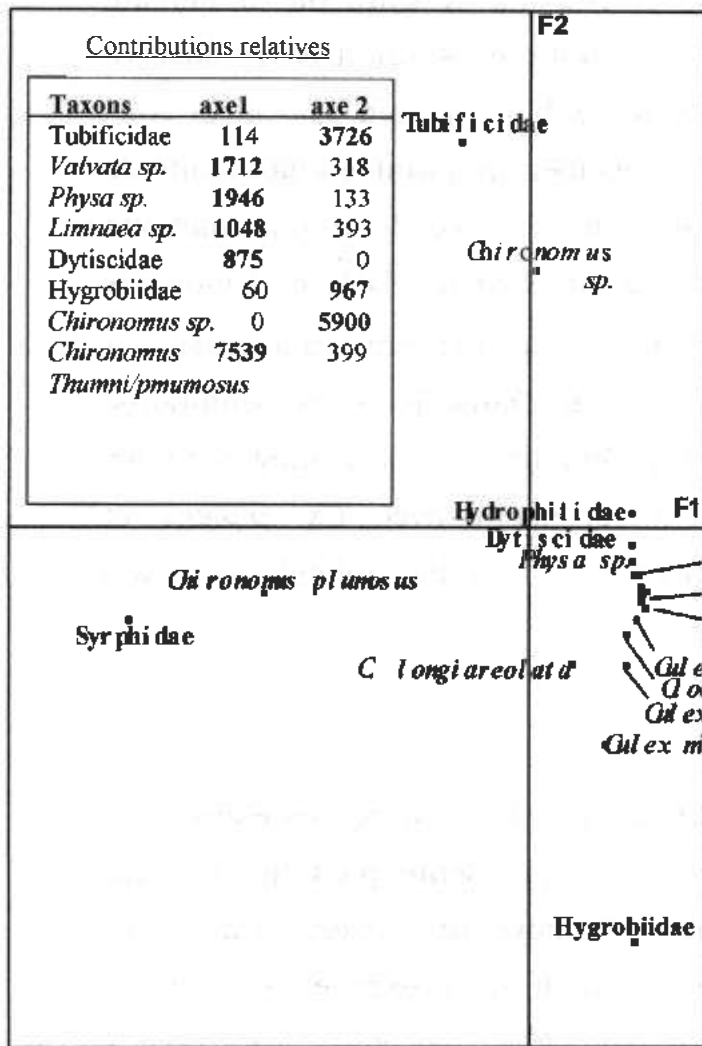 F2
Contributions relatives
Taxons axe1 axe 2
Tubificidae 114 3726
Valvata sp. 1712 318
Physa sp. 1946 133
Limnaea sp. 1048 393
Dytiscidae 875 0
Hygrobiidae 60 967
Chironomus sp. 0 5900
Chironomus 7539 399
Thumni/pmumosus
Tubificidae
Chironomus
sp.
Hydrophilidae F1
Dytiscidae
Physa sp.
Chironomus plumosus
Syrphidae
C longiareolata
Culex
Culex m
Hygrobiidae